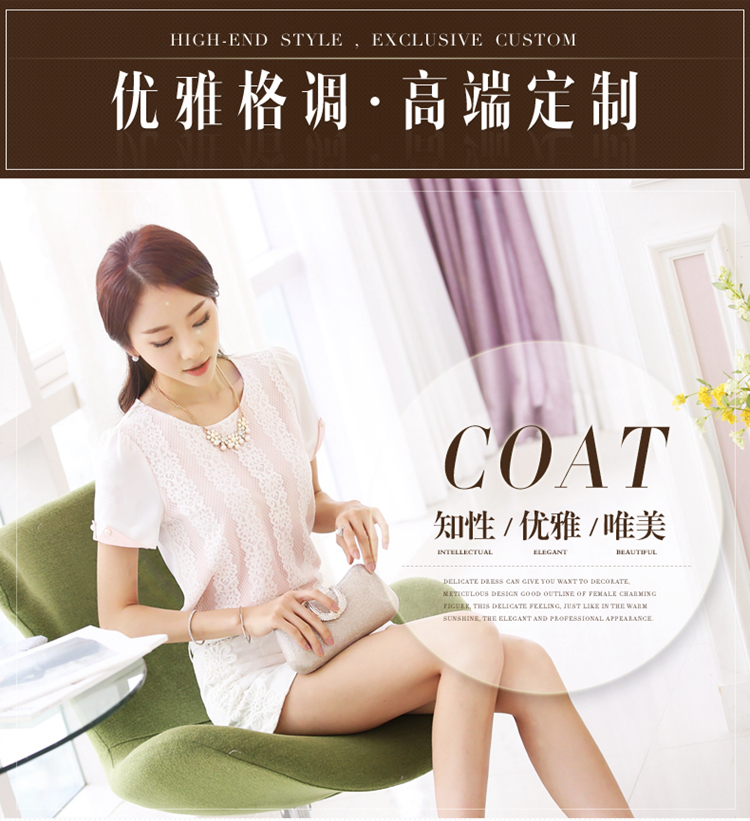 HIGH-END STYLE , EXCLUSIVE CUSTOM
优雅格调·高端定制
COAT
知性/优雅/唯美
INTELLECTUAL ELEGANT BEAUTIFUL
DELICATE DRESS CAN GIVE YOU WANT TO DECORATE,
METICULOUS DESIGN GOOD OUTLINE OF FEMALE CHARMING
FIGURE, THIS DELICATE FEELING, JUST LIKE IN THE WARM
SUNSHINE, THE ELEGANT AND PROFESSIONAL APPEARANCE.